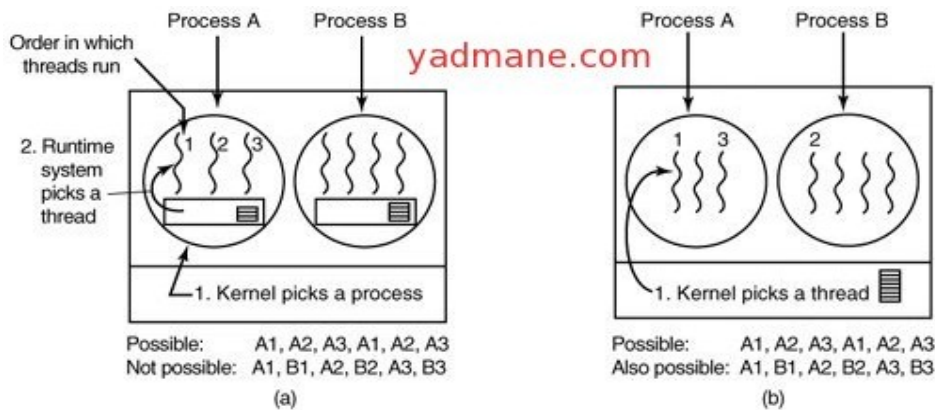 Process A
Process B
Order in which
threads run
yadmane.com
1 2 3
2. Runtime
system
picks a
thread
1. Kernel picks a process
Possible: A1, A2, A3, A1, A2, A3
Not possible: A1, B1, A2, B2, A3, B3
(a)
Process A
Process B
1 3
2
1. Kernel picks a thread
Possible: A1, A2, A3, A1, A2, A3
Also possible: A1, B1, A2, B2, A3, B3
(b)